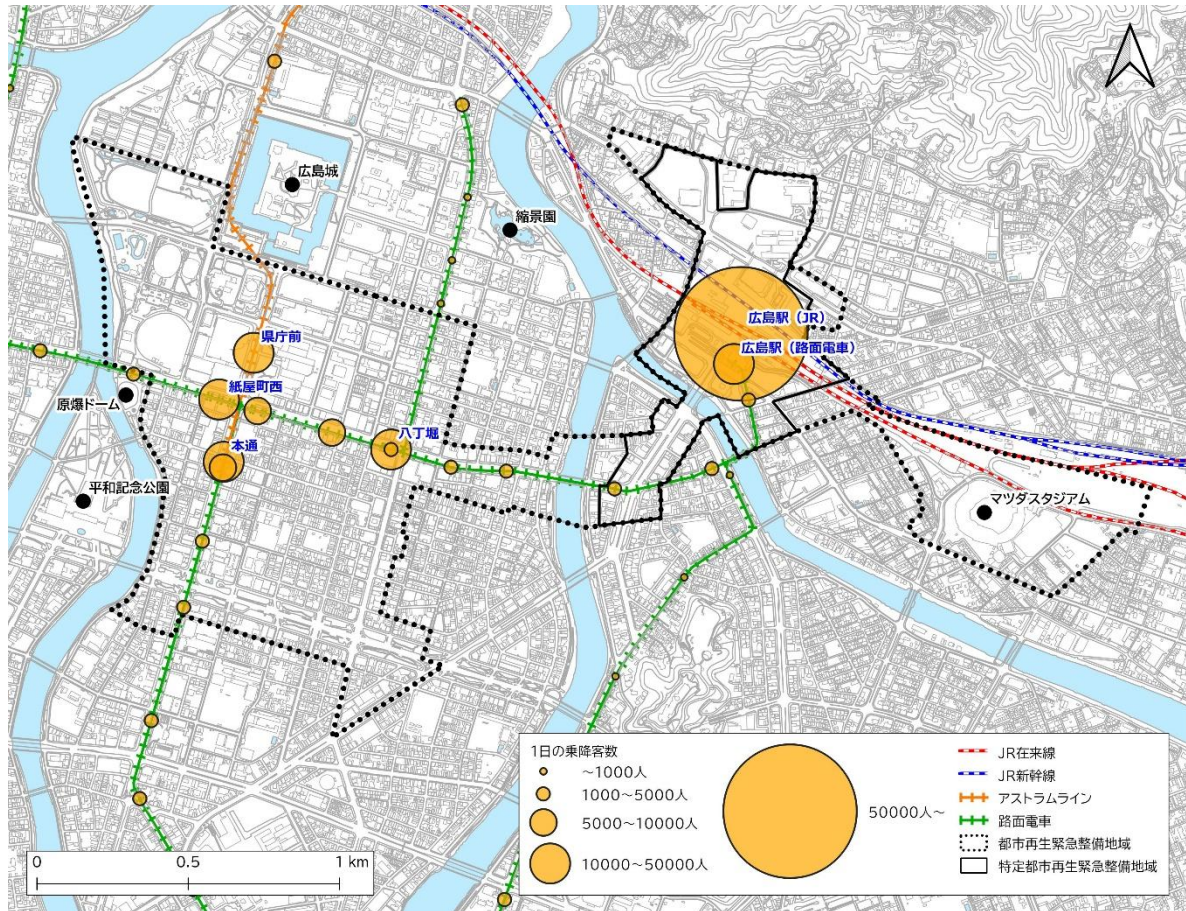 広島城
縮景園
広島駅（JR）
広島駅（路面電車）
県庁前
紙屋町西
原爆ドーム
八丁堀
本通
平和記念公園
マツダスタジアム
1日の乗降客数
～1000人
1000～5000人
5000～10000人
10000～50000人
50000人～
JR在来線
JR新幹線
アストラムライン
路面電車
都市再生緊急整備地域
特定都市再生緊急整備地域
0 0.5 1 km